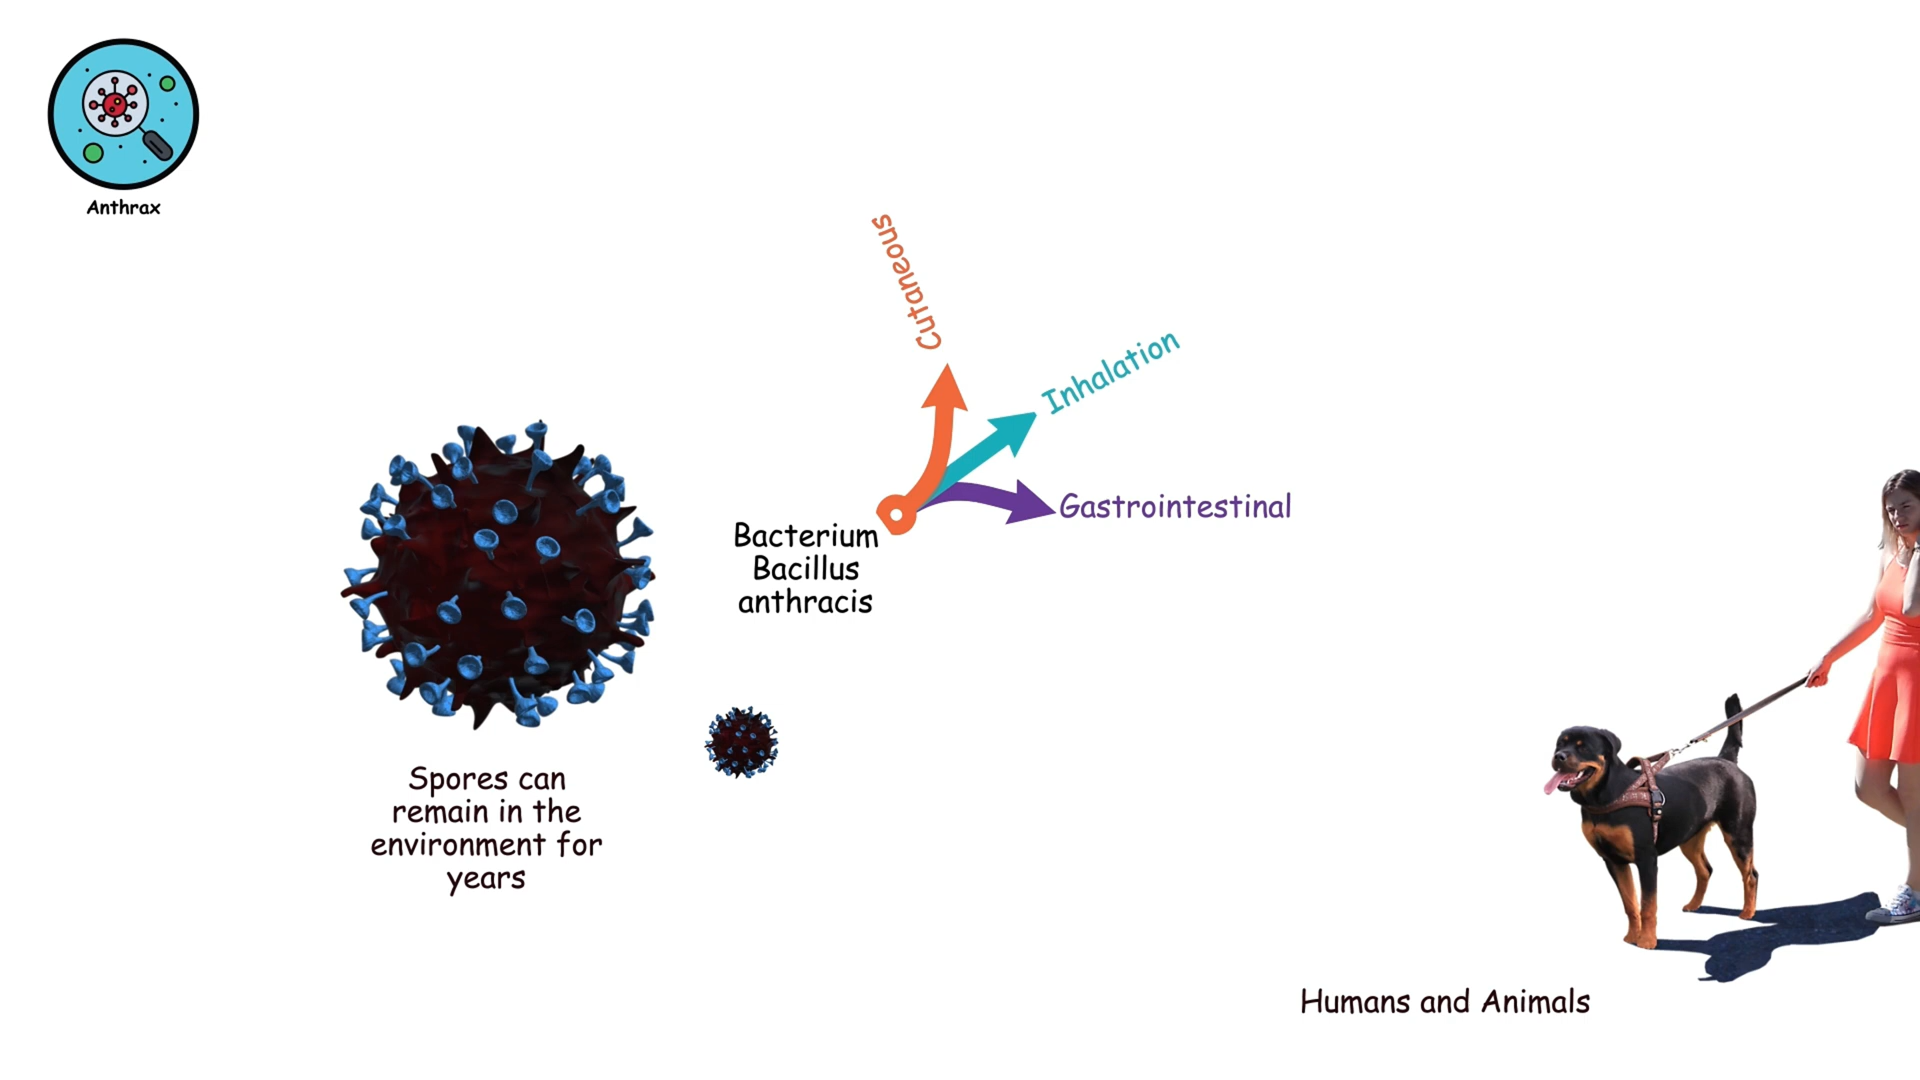 Anthrax
Cutaneous
Inhalation
Gastrointestinal
Bacterium
Bacillus
anthracis
Spores can
remain in the
environment for
years
Humans and Animals